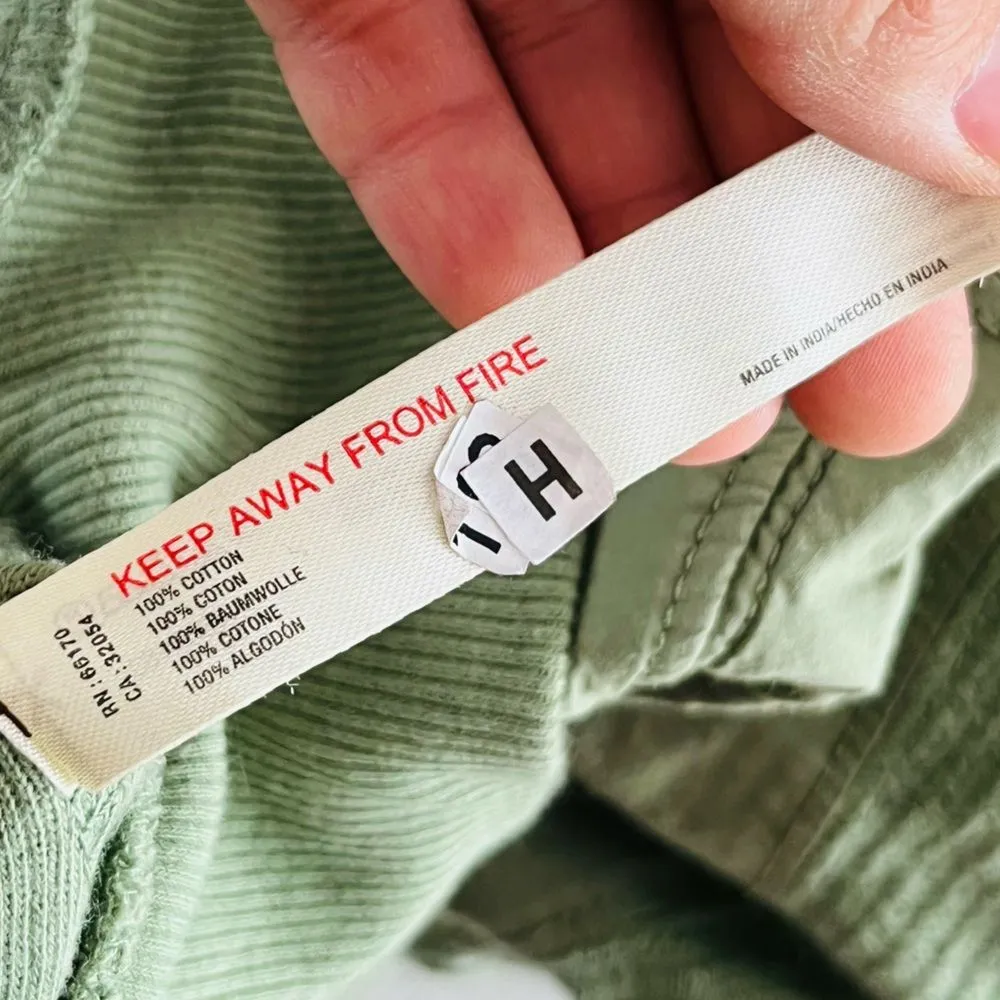 KEEP AWAY FROM FIRE
100% COTTON
100% COTON
100% BAUMWOLLE
100% COTONE
100% ALGODÓN
RN : 66170
CA : 32054
H
MADE IN INDIA/HECHO EN INDIA